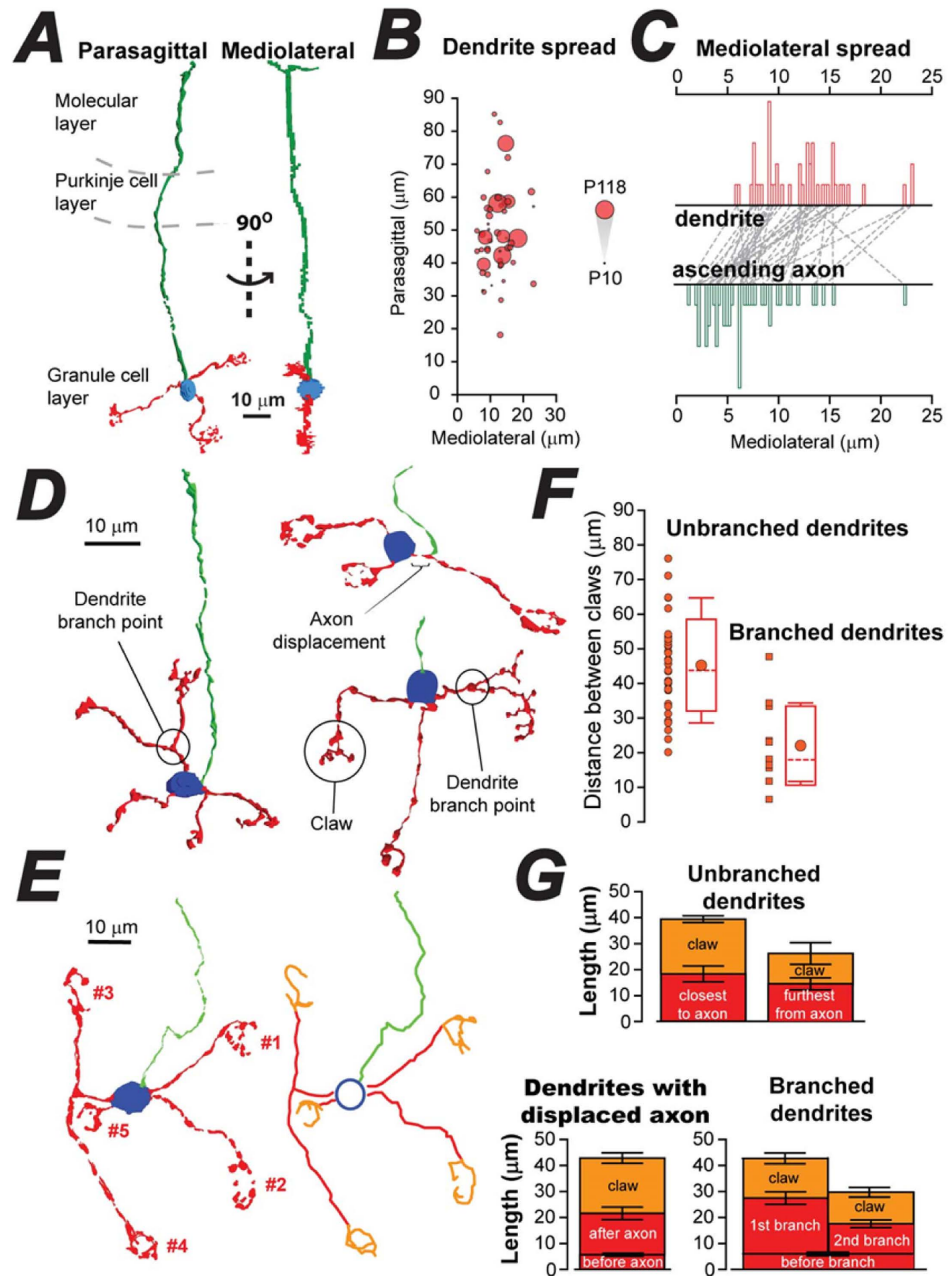 A
Parasagittal Mediolateral
Molecular
layer
Purkinje cell
layer
90°
Granule cell
layer
10 μm
B
Dendrite spread
90
80
70
60
50
40
30
20
10
0
Parasagittal (μm)
0 10 20 30
Mediolateral (μm)
P118
P10
C
Mediolateral spread
0 5 10 15 20 25
dendrite
ascending axon
0 5 10 15 20 25
Mediolateral (μm)
D
10 μm
Dendrite
branch point
Axon
displacement
Claw
Dendrite
branch point
F
Distance between claws (μm)
90
80
70
60
50
40
30
20
10
0
Unbranched dendrites
Branched dendrites
E
10 μm
#3
#1
#5
#2
#4
G
Unbranched
dendrites
Length (μm)
50
40
30
20
10
0
claw
closest
to axon
claw
furthest
from axon
Dendrites with
displaced axon
Length (μm)
50
40
30
20
10
0
claw
after axon
before axon
Branched
dendrites
50
40
30
20
10
0
claw
1st branch
claw
2nd branch
before branch